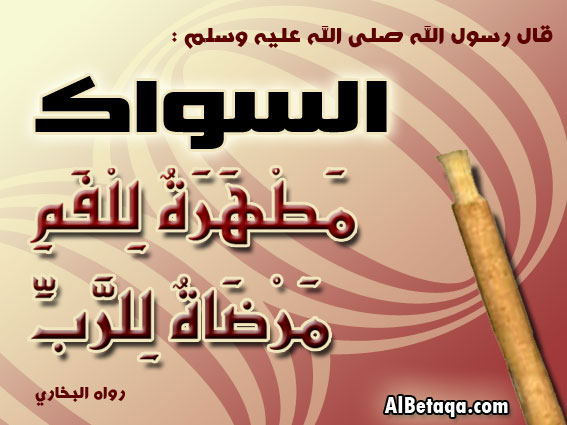 قال رسول الله صلى الله عليه وسلم :
السواك
مَطْهَرَةٌ لِلْفَمِ
مَرْضَاةٌ لِلرَّبِّ
رواه البخاري
AlBetaqa.com